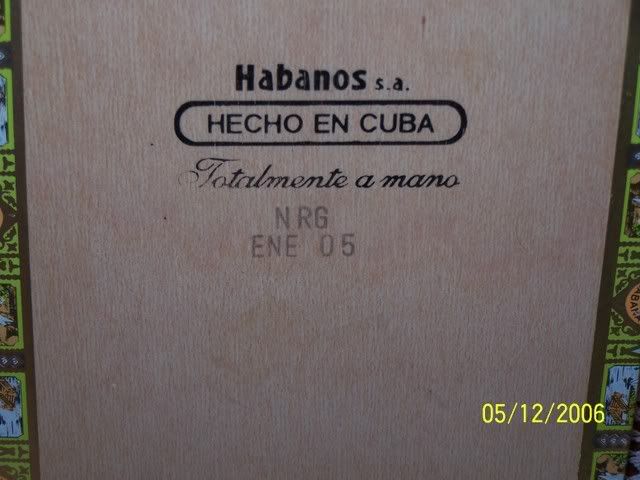 Habanos s.a.
HECHO EN CUBA
Totalmente a mano
NRG
ENE 05
05/12/2006